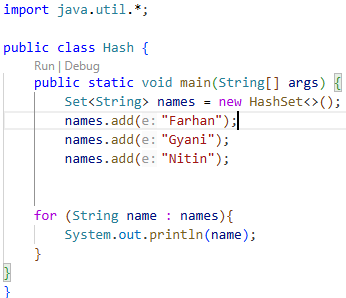 import java.util.*;
public class Hash {
Run | Debug
public static void main(String[] args) {
Set<String> names = new HashSet<>();
names.add(e: "Farhan");
names.add(e: "Gyani");
names.add(e: "Nitin");
for (String name : names){
System.out.println(name);
}
}
}